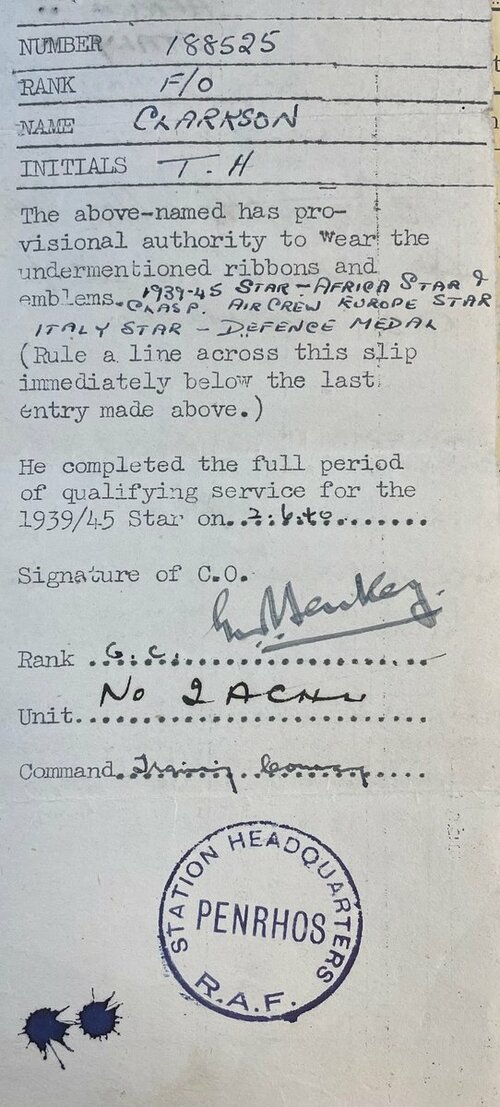 NUMBER 188525
RANK F/O
NAME CLARKSON
INITIALS T. H
The above-named has pro-
visional authority to wear the
undermentioned ribbons and
emblems. 1939-45 STAR - AFRICA STAR &
CLASP. AIRCREW EUROPE STAR
ITALY STAR - DEFENCE MEDAL
(Rule a line across this slip
immediately below the last
entry made above.)
He completed the full period
of qualifying service for the
1939/45 Star on..
Signature of C.O.
Rank .G.C.
Unit. No 2 ACHU
Command. Training
STATION HEADQUARTERS
PENRHOS
R.A.F.